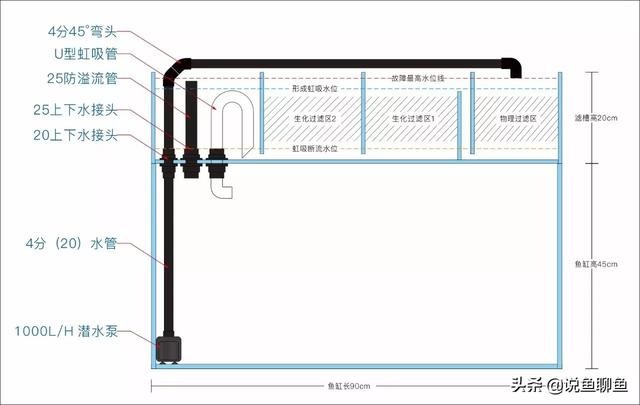 4分45°弯头
U型虹吸管
25防溢流管
25上下水接头
20上下水接头
4分（20）水管
1000L/H 潜水泵
故障最高水位线
形成虹吸水位
生化过滤区2
生化过滤区1
物理过滤区
虹吸断流水位
滤槽高20cm
鱼缸高45cm
鱼缸长90cm
头条 @说鱼聊鱼